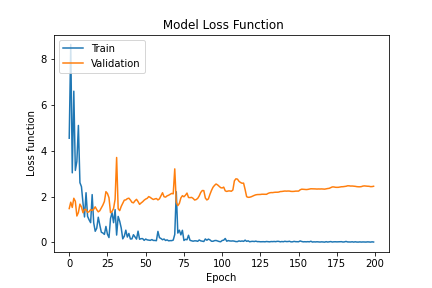 Model Loss Function
Train
Validation
Loss function
8
6
4
2
0
0 25 50 75 100 125 150 175 200
Epoch